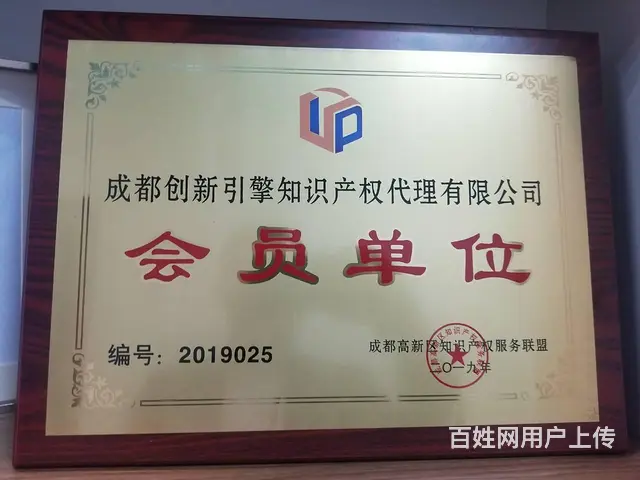 IP
成都创新引擎知识产权代理有限公司
会员单位
编号：2019025
成都高新区知识产权服务联盟
二〇一九年
百姓网用户上传